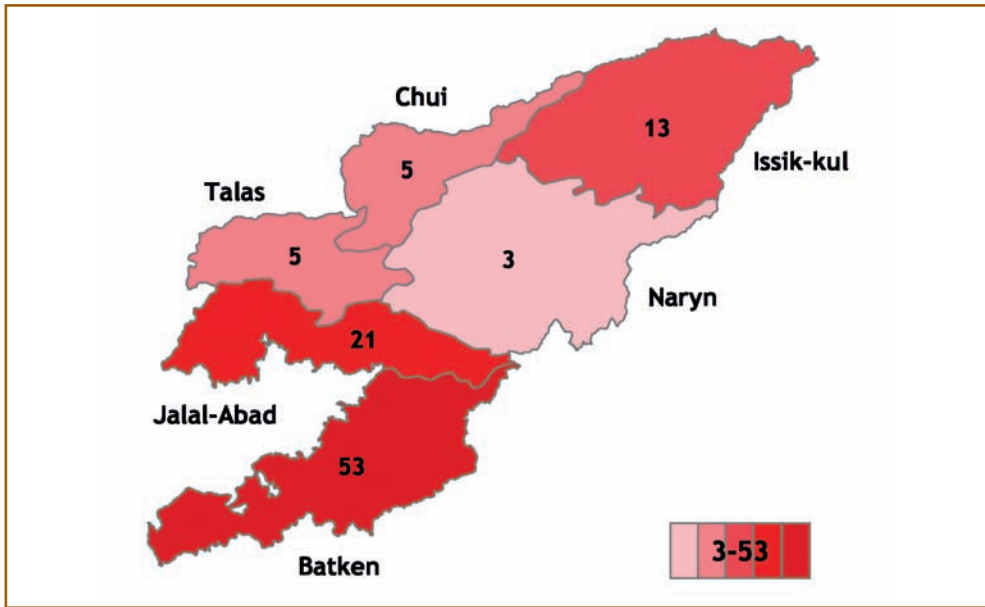 Chui
13
5
Issik-kul
Talas
5
3
Naryn
21
Jalal-Abad
53
3-53
Batken